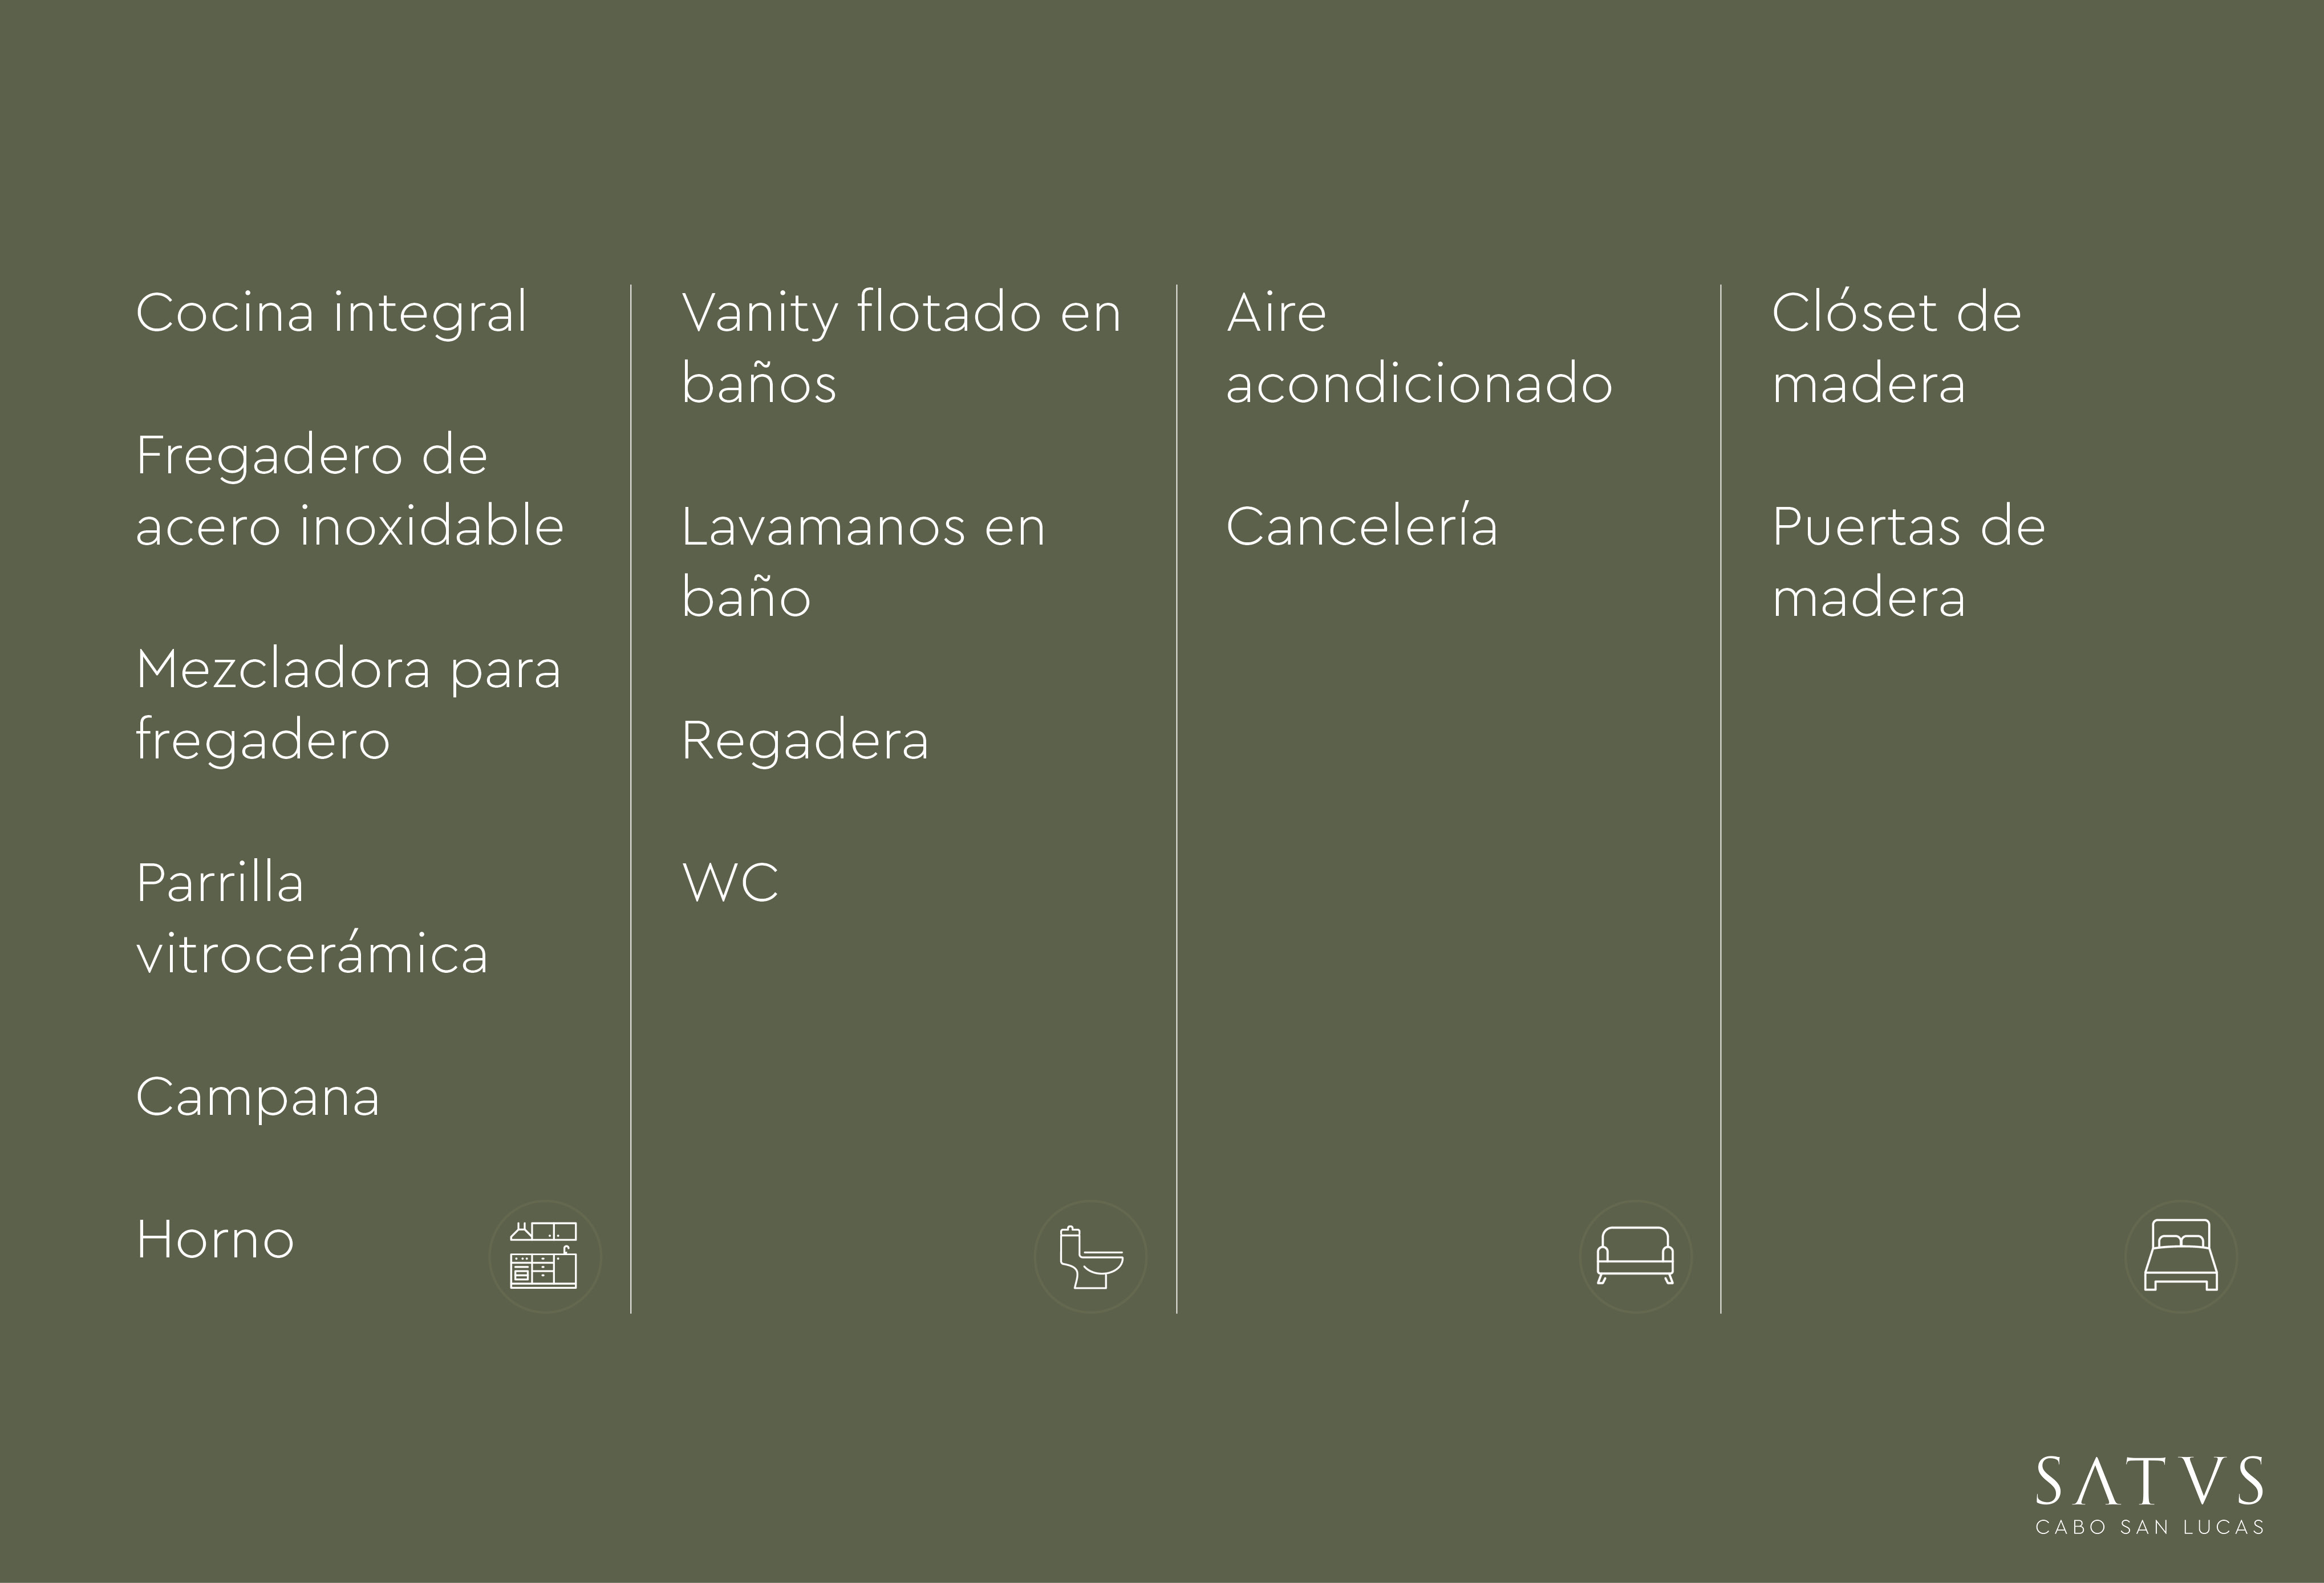 Cocina integral
Fregadero de
acero inoxidable
Mezcladora para
fregadero
Parrilla
vitrocerámica
Campana
Horno
Vanity flotado en
baños
Lavamanos en
baño
Regadera
WC
Aire
acondicionado
Cancelería
Clóset de
madera
Puertas de
madera
SATVS
CABO SAN LUCAS